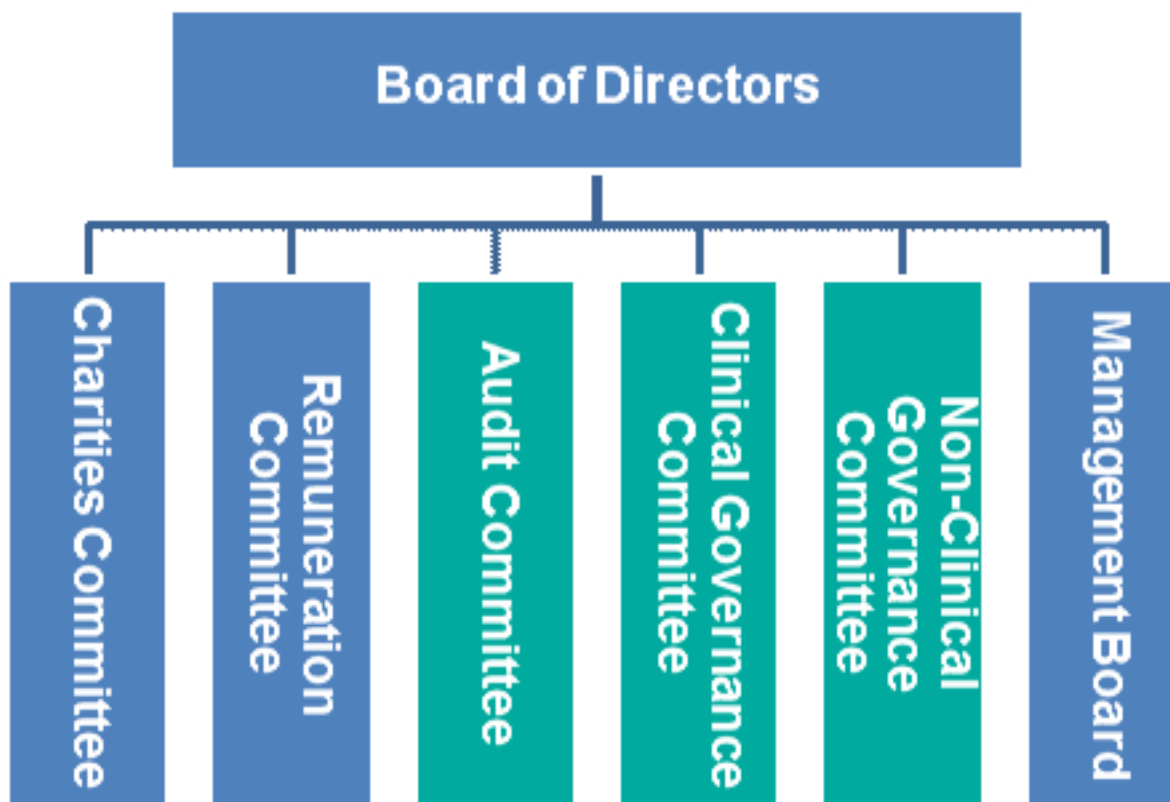 Board of Directors
Charities Committee
Remuneration
Committee
Audit Committee
Clinical Governance
Committee
Non-Clinical
Governance
Committee
Management Board